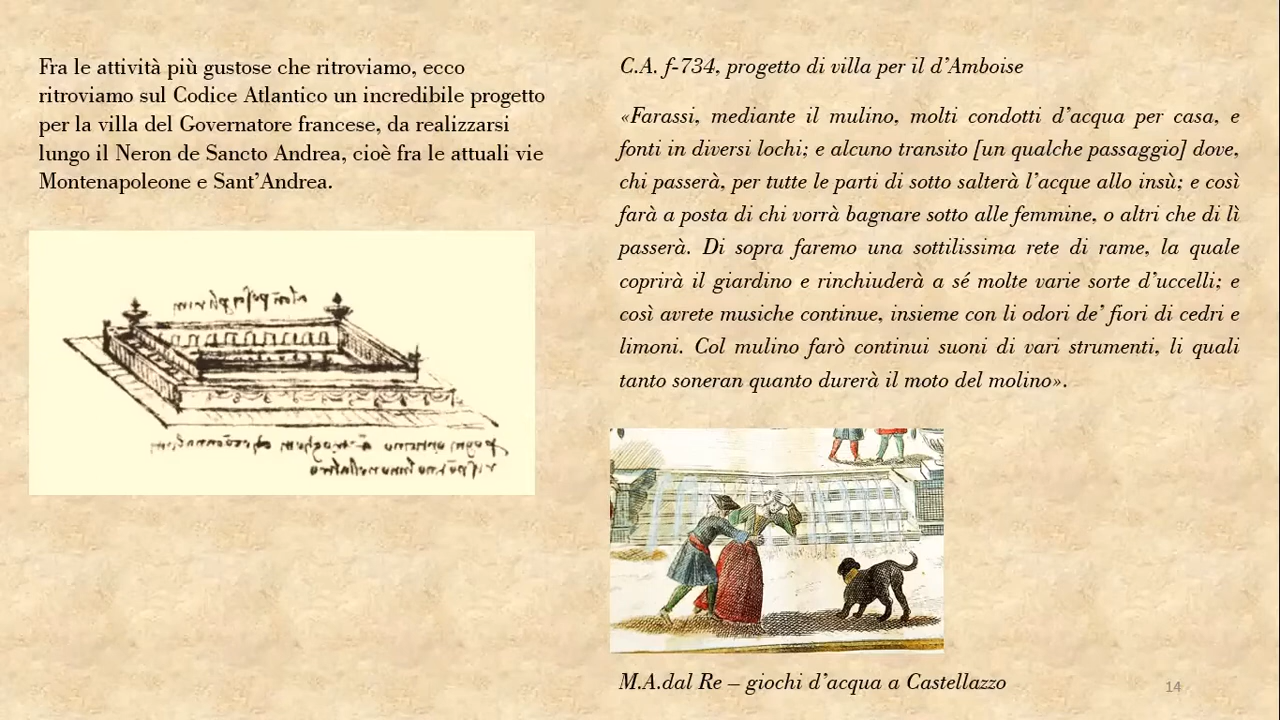 Fra le attività più gustose che ritroviamo, ecco
ritroviamo sul Codice Atlantico un incredibile progetto
per la villa del Governatore francese, da realizzarsi
lungo il Neron de Sancto Andrea, cioè fra le attuali vie
Montenapoleone e Sant'Andrea.
C.A. f-734, progetto di villa per il d'Amboise
«Farassi, mediante il mulino, molti condotti d'acqua per casa, e
fonti in diversi lochi; e alcuno transito [un qualche passaggio] dove,
chi passerà, per tutte le parti di sotto salterà l'acque allo insù; e così
farà a posta di chi vorrà bagnare sotto alle femmine, o altri che di lì
passerà. Di sopra faremo una sottilissima rete di rame, la quale
coprirà il giardino e rinchiuderà a sé molte varie sorte d'uccelli; e
così avrete musiche continue, insieme con li odori de' fiori di cedri e
limoni. Col mulino farò continui suoni di vari strumenti, li quali
tanto soneran quanto durerà il moto del molino».
M.A.dal Re – giochi d'acqua a Castellazzo
14